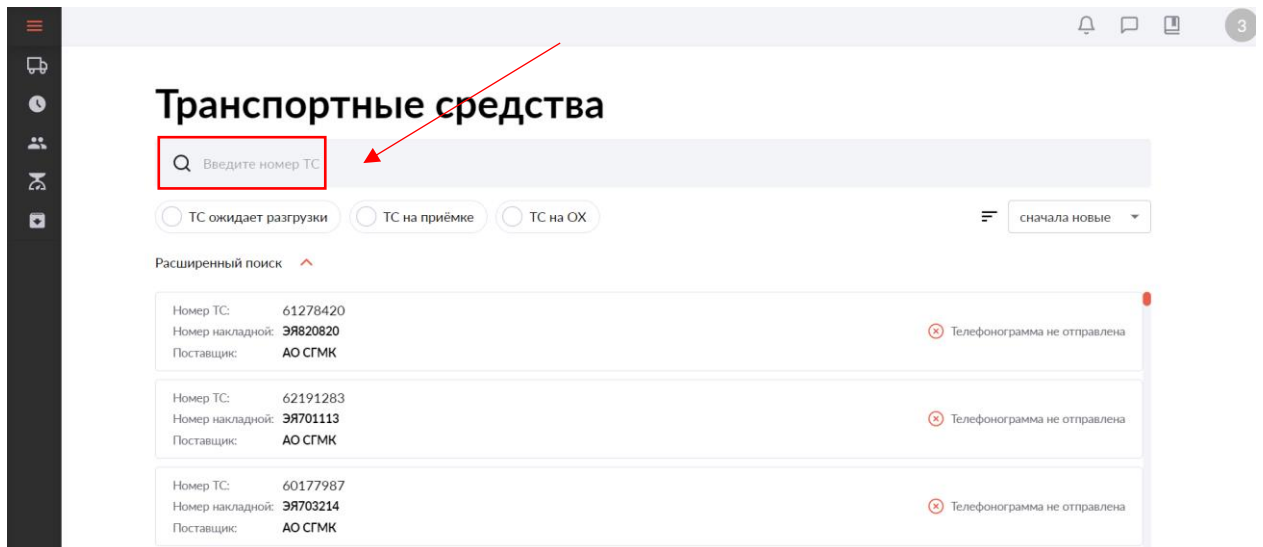 З
Транспортные средства
Введите номер ТС
ТС ожидает разгрузки ТС на приёмке ТС на ОХ сначала новые
Расширенный поиск
Номер ТС: 61278420
Номер накладной: ЭЯ820820 Телефонограмма не отправлена
Поставщик: АО СГМК
Номер ТС: 62191283
Номер накладной: ЭЯ701113 Телефонограмма не отправлена
Поставщик: АО СГМК
Номер ТС: 60177987
Номер накладной: ЭЯ703214 Телефонограмма не отправлена
Поставщик: АО СГМК